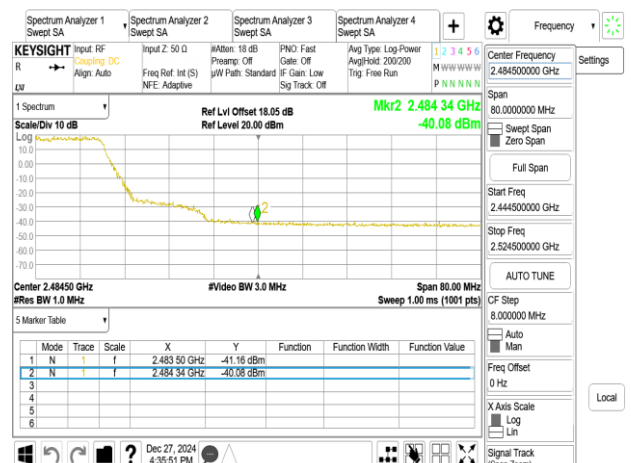 Spectrum Analyzer 1
Swept SA
Spectrum Analyzer 2
Swept SA
Spectrum Analyzer 3
Swept SA
Spectrum Analyzer 4
Swept SA
+
Frequency
KEYSIGHT
R
LXI
Input: RF
Coupling: DC
Align: Auto
Input Z: 50 Ω
Freq Ref: Int (S)
NFE: Adaptive
#Atten: 18 dB
Preamp: Off
µW Path: Standard
PNO: Fast
Gate: Off
IF Gain: Low
Sig Track: Off
Avg Type: Log-Power
Avg|Hold: 200/200
Trig: Free Run
1 2 3 4 5 6
M W W W W W
P N N N N N
Center Frequency
2.484500000 GHz
Settings
Span
80.0000000 MHz
Swept Span
Zero Span
Full Span
Start Freq
2.444500000 GHz
Stop Freq
2.524500000 GHz
AUTO TUNE
CF Step
8.000000 MHz
Auto
Man
Freq Offset
0 Hz
X Axis Scale
Log
Lin
Local
Signal Track
1 Spectrum
Scale/Div 10 dB
Ref Lvl Offset 18.05 dB
Ref Level 20.00 dBm
Mkr2 2.484 34 GHz
-40.08 dBm
Log
10.0
0.00
-10.0
-20.0
-30.0
-40.0
-50.0
-60.0
-70.0
2
Center 2.48450 GHz
#Res BW 1.0 MHz
#Video BW 3.0 MHz
Span 80.00 MHz
Sweep 1.00 ms (1001 pts)
5 Marker Table
Mode Trace Scale X Y Function Function Width Function Value
1 N 1 f 2.483 50 GHz -41.16 dBm
2 N 1 f 2.484 34 GHz -40.08 dBm
3
4
5
6
?
Dec 27, 2024
4:35:51 PM